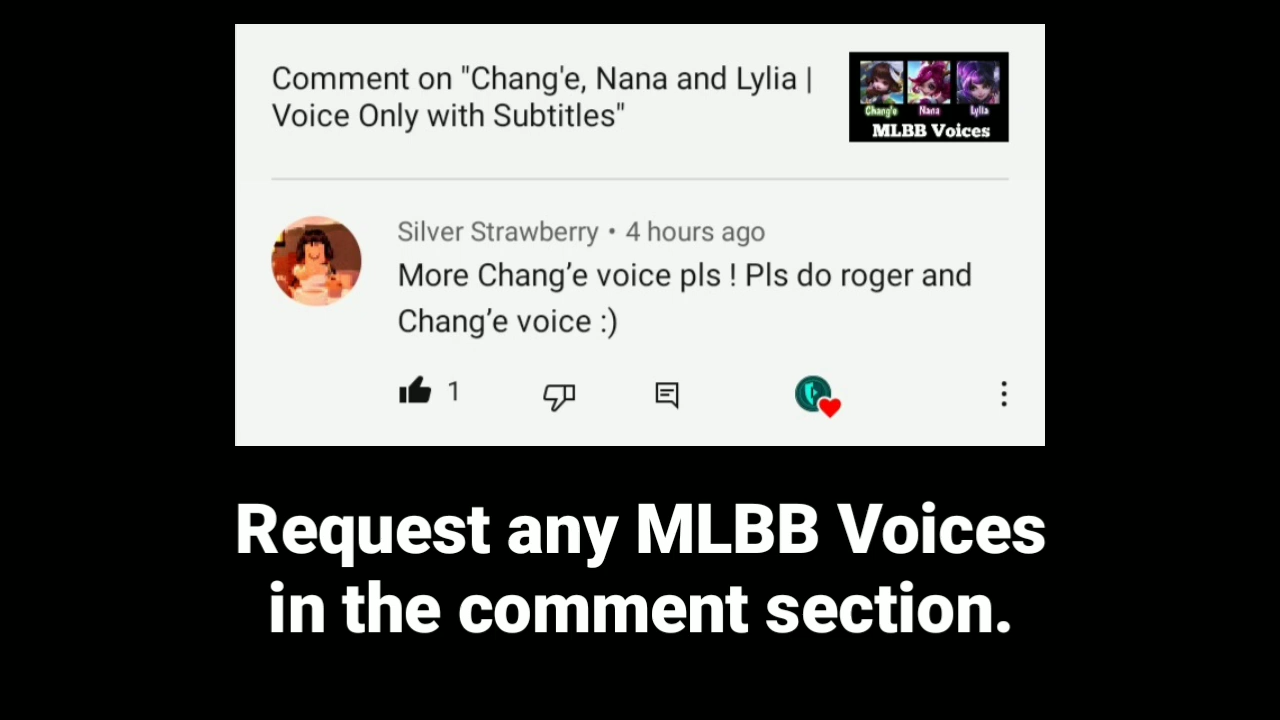 Comment on "Chang'e, Nana and Lylia |
Voice Only with Subtitles"
Chang'e Nana Lylia
MLBB Voices
Silver Strawberry • 4 hours ago
More Chang’e voice pls ! Pls do roger and
Chang’e voice :)
1
Request any MLBB Voices
in the comment section.